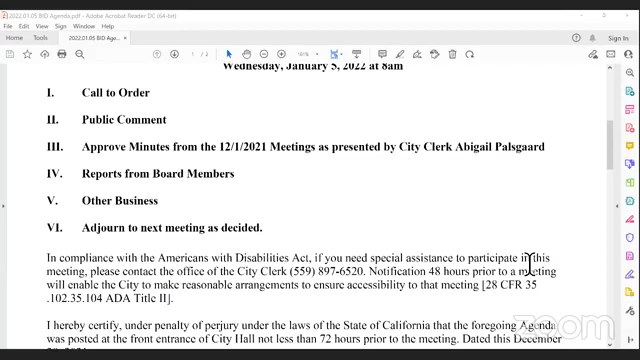 2022.01.05 BID Agenda.pdf - Adobe Acrobat Reader DC (64-bit)
File Edit View Sign Window Help
Home Tools 2022.01.05 BID Age... × Sign In
Wednesday, January 5, 2022 at 8am
I. Call to Order
II. Public Comment
III. Approve Minutes from the 12/1/2021 Meetings as presented by City Clerk Abigail Palsgaard
IV. Reports from Board Members
V. Other Business
VI. Adjourn to next meeting as decided.
In compliance with the Americans with Disabilities Act, if you need special assistance to participate in this
meeting, please contact the office of the City Clerk (559) 897-6520. Notification 48 hours prior to a meeting
will enable the City to make reasonable arrangements to ensure accessibility to that meeting [28 CFR 35
.102.35.104 ADA Title II].
I hereby certify, under penalty of perjury under the laws of the State of California that the foregoing Agenda
was posted at the front entrance of City Hall not less than 72 hours prior to the meeting. Dated this December
zoom